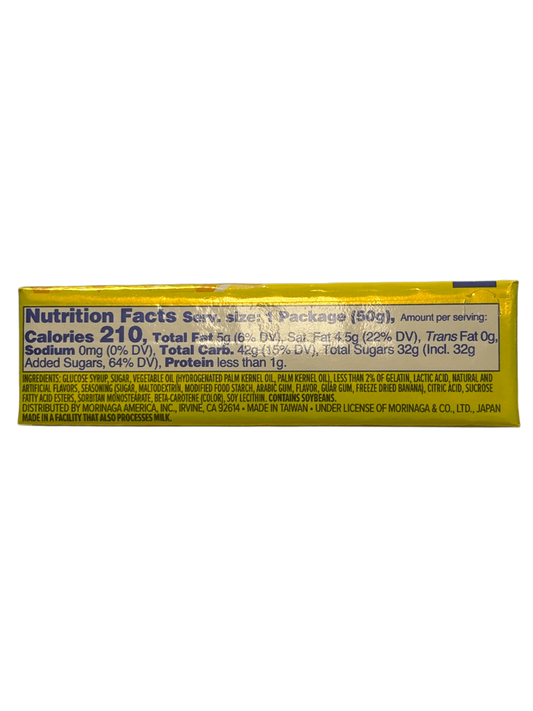 Nutrition Facts Serv. size: 1 Package (50g), Amount per serving:
Calories 210, Total Fat 5g (6% DV), Sat. Fat 4.5g (22% DV), Trans Fat 0g,
Sodium 0mg (0% DV), Total Carb. 42g (15% DV), Total Sugars 32g (Incl. 32g
Added Sugars, 64% DV), Protein less than 1g.
INGREDIENTS: GLUCOSE SYRUP, SUGAR, VEGETABLE OIL (HYDROGENATED PALM KERNEL OIL, PALM KERNEL OIL), LESS THAN 2% OF GELATIN, LACTIC ACID, NATURAL AND
ARTIFICIAL FLAVORS, SEASONING (SUGAR, MALTODEXTRIN, MODIFIED FOOD STARCH, ARABIC GUM, FLAVOR, GUAR GUM, FREEZE DRIED BANANA), CITRIC ACID, SUCROSE
FATTY ACID ESTERS, SORBITAN MONOSTEARATE, BETA-CAROTENE (COLOR), SOY LECITHIN. CONTAINS SOYBEANS.
DISTRIBUTED BY MORINAGA AMERICA, INC., IRVINE, CA 92614 • MADE IN TAIWAN • UNDER LICENSE OF MORINAGA & CO., LTD., JAPAN
MADE IN A FACILITY THAT ALSO PROCESSES MILK.